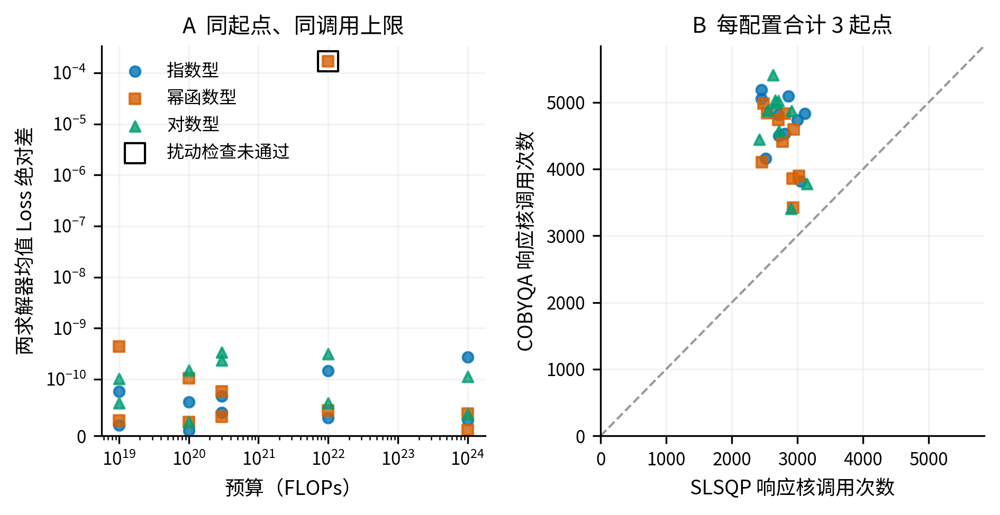 A 同起点、同调用上限
两求解器均值 Loss 绝对差
10⁻⁴
10⁻⁵
10⁻⁶
10⁻⁷
10⁻⁸
10⁻⁹
10⁻¹⁰
0
指数型
幂函数型
对数型
扰动检查未通过
10¹⁹
10²⁰
10²¹
10²²
10²³
10²⁴
预算（FLOPs）
B 每配置合计 3 起点
COBYQA 响应核调用次数
5000
4000
3000
2000
1000
0
0
1000
2000
3000
4000
5000
SLSQP 响应核调用次数